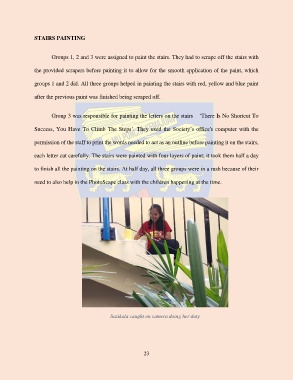 STAIRS PAINTING
Groups 1, 2 and 3 were assigned to paint the stairs. They had to scrape off the stairs with
the provided scrapers before painting it to allow for the smooth application of the paint, which
groups 1 and 2 did. All three groups helped in painting the stairs with red, yellow and blue paint
after the previous paint was finished being scraped off.
Group 3 was responsible for painting the letters on the stairs 'There Is No Shortcut To
Success, You Have To Climb The Steps'. They used the Society's office's computer with the
permission of the staff to print the words needed to act as an outline before painting it on the stairs,
each letter cut carefully. The stairs were painted with four layers of paint; it took them half a day
to finish all the painting on the stairs. At half day, all three groups were in a rush because of their
need to also help in the PhotoScape class with the children happening at the time.
caught on camera doing her duty
23